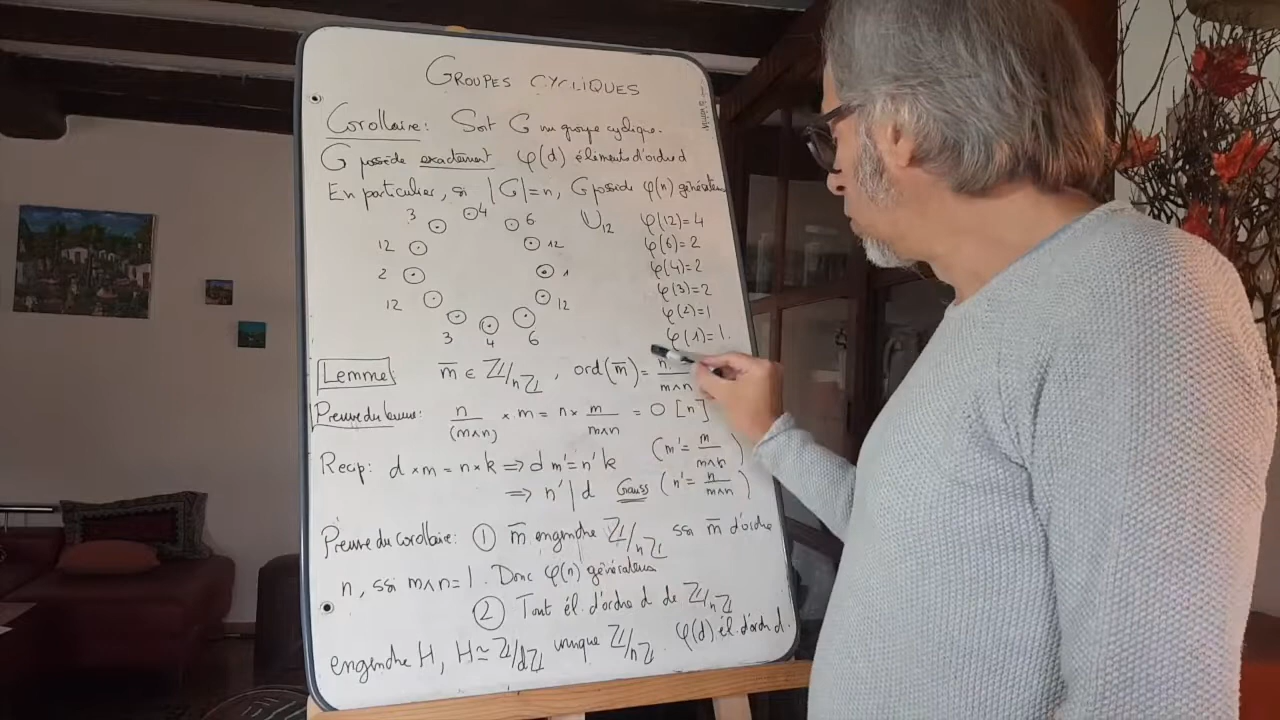 GROUPES CYCLIQUES
Corollaire: Soit G un groupe cyclique.
G possède exactement φ(d) éléments d'ordre d
En particulier, si |G|=n, G possède φ(n) générateurs
3 4 6 U₁₂ φ(12)=4
12 12 φ(6)=2
2 1 φ(4)=2
12 12 φ(3)=2
3 4 6 φ(2)=1
φ(1)=1.
Lemme m̄ ∈ ℤ/nℤ, ord(m̄) = n/m∧n
Preuve du lemme: n/(m∧n) × m = n × m/m∧n = 0 [n]
Recip: d×m = n×k ⟹ d m' = n' k (m' = m/m∧n)
⟹ n' | d Gauss (n' = n/m∧n)
Preuve du corollaire: ① m̄ engendre ℤ/nℤ ssi m̄ d'ordre
n, ssi m∧n=1. Donc φ(n) générateurs
② Tout él. d'ordre d de ℤ/nℤ
engendre H, H≃ℤ/dℤ unique ℤ/nℤ. φ(d) él. d'ordre d.